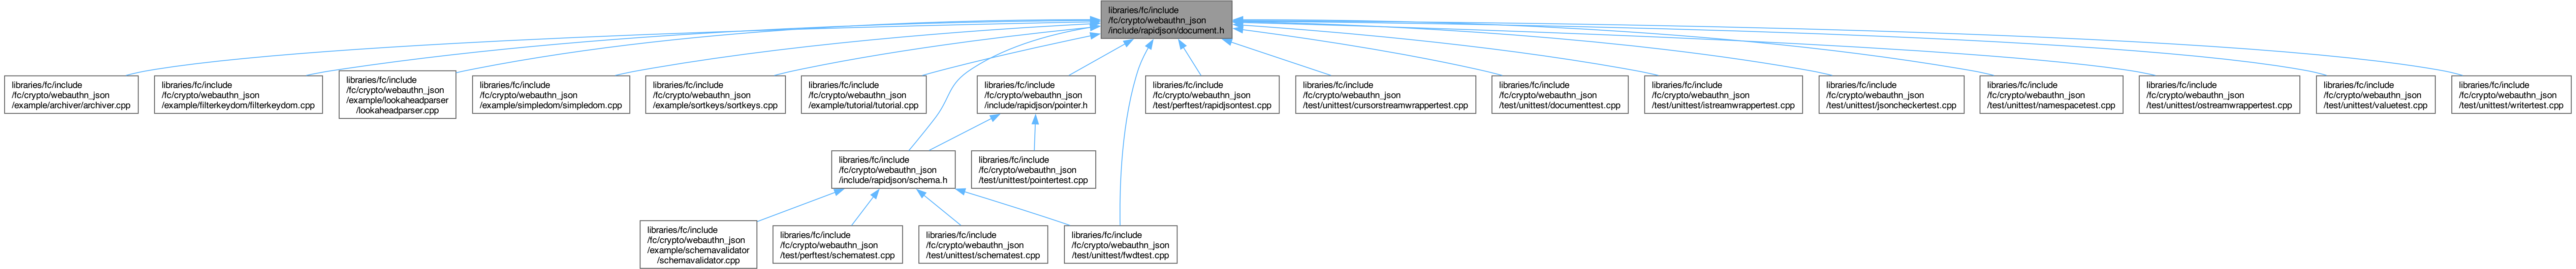 libraries/fc/include
/fc/crypto/webauthn_json
/include/rapidjson/document.h
libraries/fc/include
/fc/crypto/webauthn_json
/example/archiver/archiver.cpp
libraries/fc/include
/fc/crypto/webauthn_json
/example/filterkeydom/filterkeydom.cpp
libraries/fc/include
/fc/crypto/webauthn_json
/example/lookaheadparser
/lookaheadparser.cpp
libraries/fc/include
/fc/crypto/webauthn_json
/example/simpledom/simpledom.cpp
libraries/fc/include
/fc/crypto/webauthn_json
/example/sortkeys/sortkeys.cpp
libraries/fc/include
/fc/crypto/webauthn_json
/example/tutorial/tutorial.cpp
libraries/fc/include
/fc/crypto/webauthn_json
/include/rapidjson/pointer.h
libraries/fc/include
/fc/crypto/webauthn_json
/test/perftest/rapidjsontest.cpp
libraries/fc/include
/fc/crypto/webauthn_json
/test/unittest/cursorstreamwrappertest.cpp
libraries/fc/include
/fc/crypto/webauthn_json
/test/unittest/documenttest.cpp
libraries/fc/include
/fc/crypto/webauthn_json
/test/unittest/istreamwrappertest.cpp
libraries/fc/include
/fc/crypto/webauthn_json
/test/unittest/jsoncheckertest.cpp
libraries/fc/include
/fc/crypto/webauthn_json
/test/unittest/namespacetest.cpp
libraries/fc/include
/fc/crypto/webauthn_json
/test/unittest/ostreamwrappertest.cpp
libraries/fc/include
/fc/crypto/webauthn_json
/test/unittest/valuetest.cpp
libraries/fc/include
/fc/crypto/webauthn_json
/test/unittest/writertest.cpp
libraries/fc/include
/fc/crypto/webauthn_json
/include/rapidjson/schema.h
libraries/fc/include
/fc/crypto/webauthn_json
/test/unittest/pointertest.cpp
libraries/fc/include
/fc/crypto/webauthn_json
/example/schemavalidator
/schemavalidator.cpp
libraries/fc/include
/fc/crypto/webauthn_json
/test/perftest/schematest.cpp
libraries/fc/include
/fc/crypto/webauthn_json
/test/unittest/schematest.cpp
libraries/fc/include
/fc/crypto/webauthn_json
/test/unittest/fwdtest.cpp